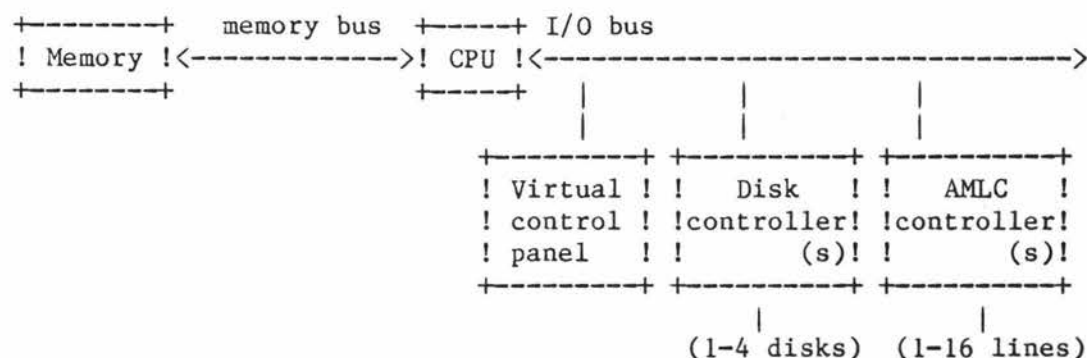 memory bus I/O bus
! Memory !<------------->! CPU !<------------------------------->
! Virtual ! ! Disk ! ! AMLC !
! control ! !controller! !controller!
! panel ! ! (s)! ! (s)!
(1-4 disks) (1-16 lines)